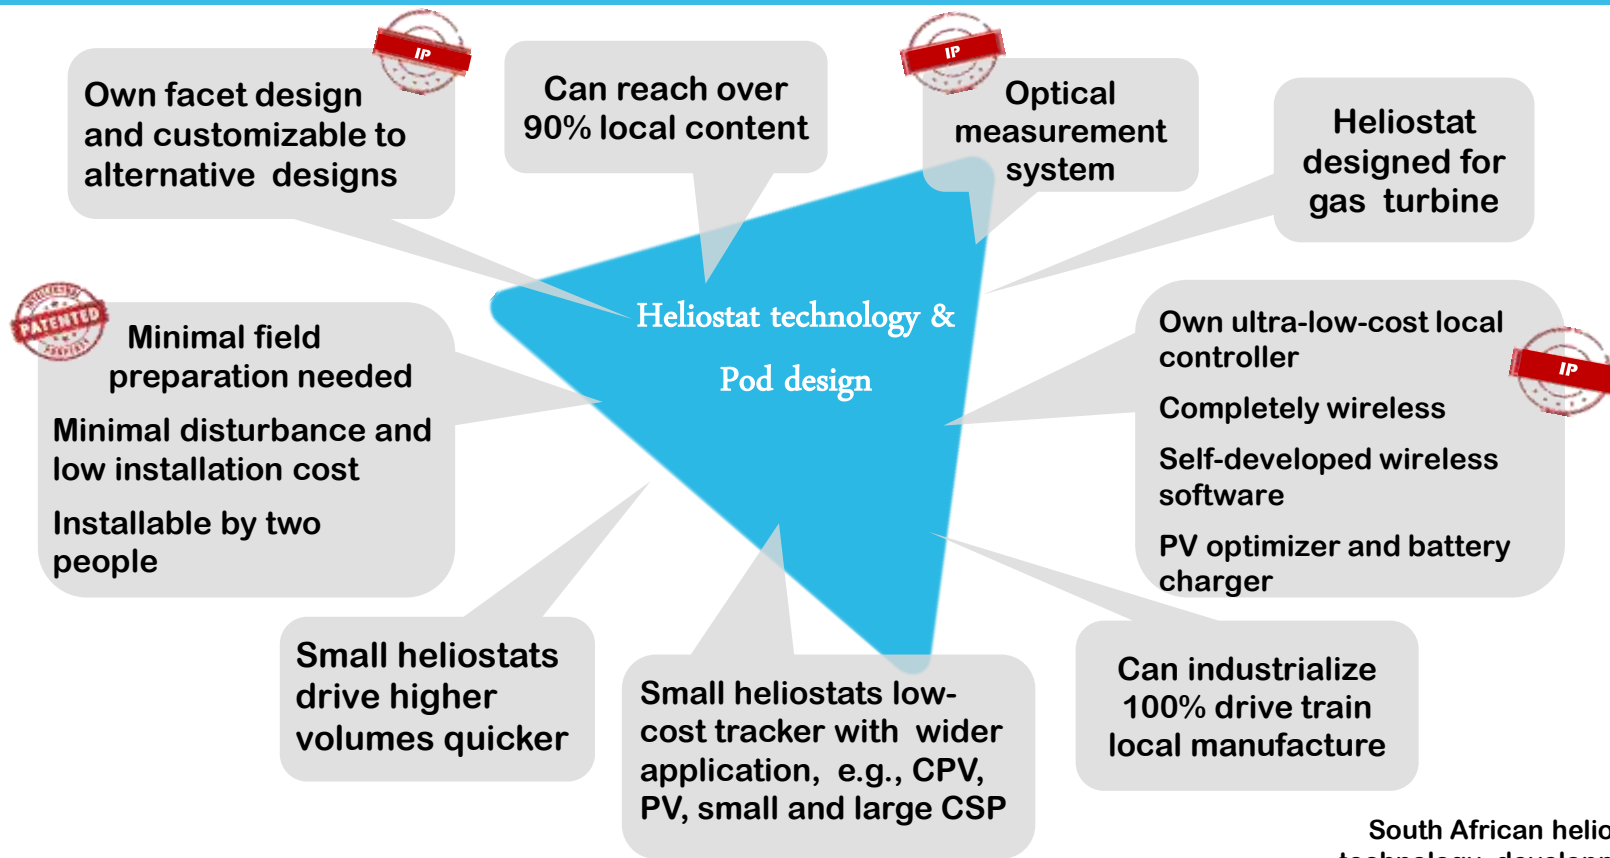 IP
Own facet design
and customizable to
alternative designs
Can reach over
90% local content
IP
Optical
measurement
system
Heliostat
designed for
gas turbine
PATENTED
Minimal field
preparation needed
Minimal disturbance and
low installation cost
Installable by two
people
Heliostat technology &
Pod design
Own ultra-low-cost local
controller
IP
Completely wireless
Self-developed wireless
software
PV optimizer and battery
charger
Small heliostats
drive higher
volumes quicker
Small heliostats low-
cost tracker with wider
application, e.g., CPV,
PV, small and large CSP
Can industrialize
100% drive train
local manufacture
South African helio